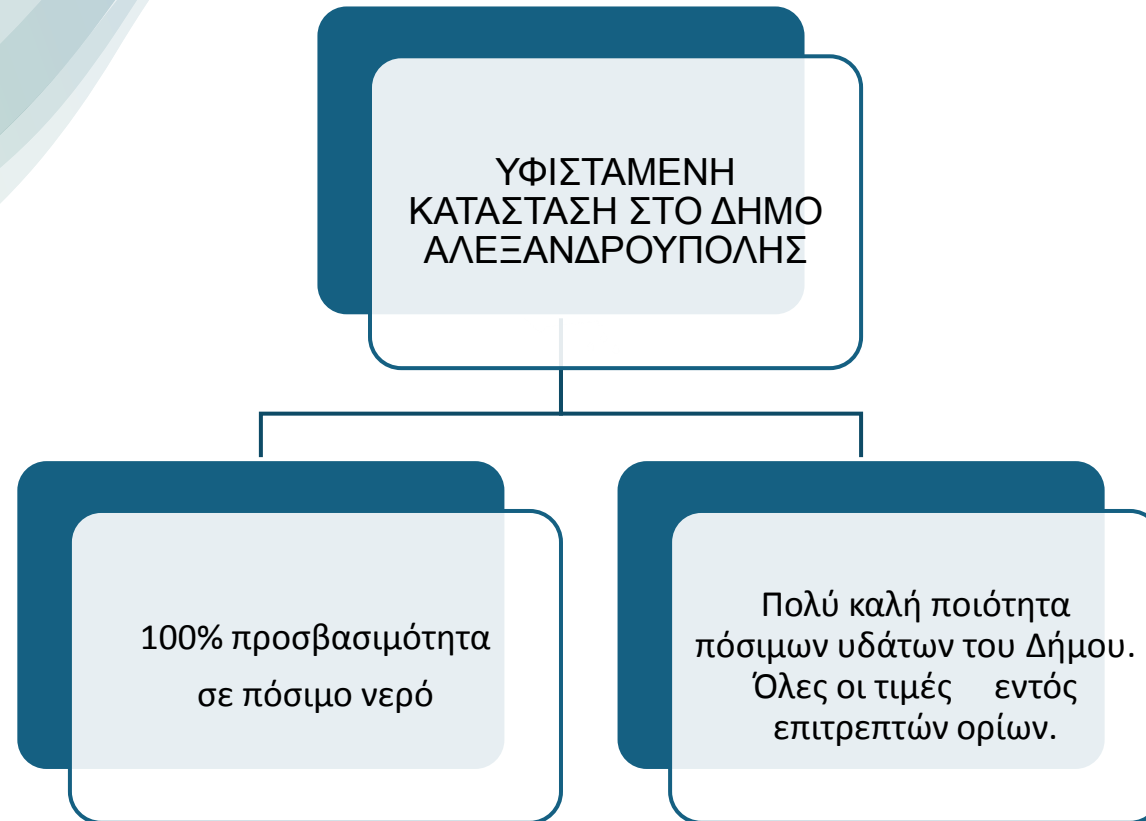 ΥΦΙΣΤΑΜΕΝΗ
ΚΑΤΑΣΤΑΣΗ ΣΤΟ ΔΗΜΟ
ΑΛΕΞΑΝΔΡΟΥΠΟΛΗΣ
100% προσβασιμότητα
σε πόσιμο νερό
Πολύ καλή ποιότητα
πόσιμων υδάτων του Δήμου.
Όλες οι τιμές εντός
επιτρεπτών ορίων.